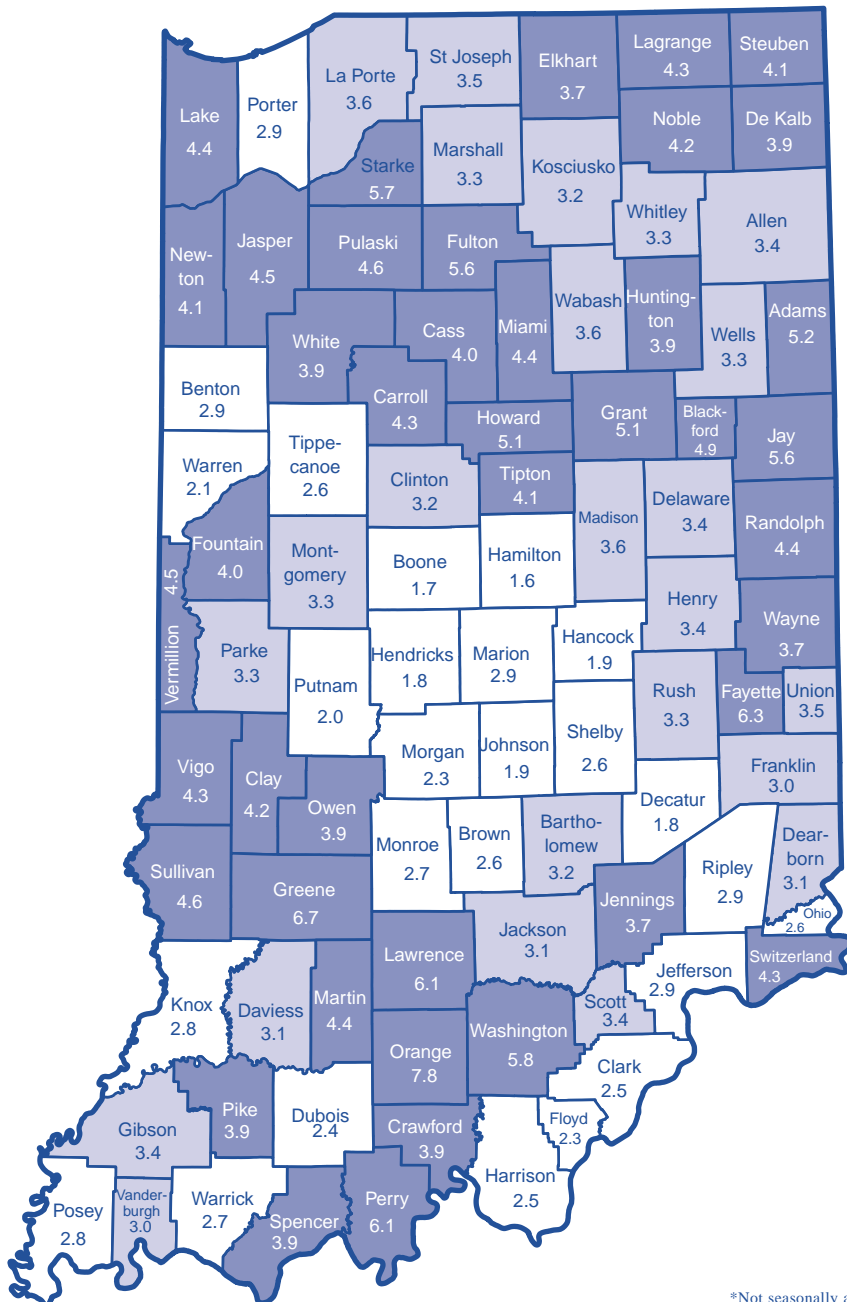 Lake
4.4
Porter
2.9
La Porte
3.6
St Joseph
3.5
Elkhart
3.7
Lagrange
4.3
Steuben
4.1
Noble
4.2
De Kalb
3.9
Starke
5.7
Marshall
3.3
Kosciusko
3.2
Whitley
3.3
Allen
3.4
New-
ton
4.1
Jasper
4.5
Pulaski
4.6
Fulton
5.6
Wabash
3.6
Hunting-
ton
3.9
Wells
3.3
Adams
5.2
White
3.9
Cass
4.0
Miami
4.4
Benton
2.9
Carroll
4.3
Howard
5.1
Grant
5.1
Black-
ford
4.9
Jay
5.6
Warren
2.1
Tippe-
canoe
2.6
Clinton
3.2
Tipton
4.1
Madison
3.6
Delaware
3.4
Randolph
4.4
Fountain
4.0
Mont-
gomery
3.3
Boone
1.7
Hamilton
1.6
Henry
3.4
Wayne
3.7
Vermillion
4.5
Parke
3.3
Putnam
2.0
Hendricks
1.8
Marion
2.9
Hancock
1.9
Rush
3.3
Fayette
6.3
Union
3.5
Vigo
4.3
Clay
4.2
Owen
3.9
Morgan
2.3
Johnson
1.9
Shelby
2.6
Decatur
1.8
Franklin
3.0
Sullivan
4.6
Greene
6.7
Monroe
2.7
Brown
2.6
Bartho-
lomew
3.2
Jennings
3.7
Ripley
2.9
Dear-
born
3.1
Ohio
2.6
Switzerland
4.3
Knox
2.8
Daviess
3.1
Martin
4.4
Lawrence
6.1
Jackson
3.1
Jefferson
2.9
Scott
3.4
Orange
7.8
Washington
5.8
Clark
2.5
Gibson
3.4
Pike
3.9
Dubois
2.4
Crawford
3.9
Floyd
2.3
Harrison
2.5
Posey
2.8
Vander-
burgh
3.0
Warrick
2.7
Spencer
3.9
Perry
6.1
*Not seasonally a